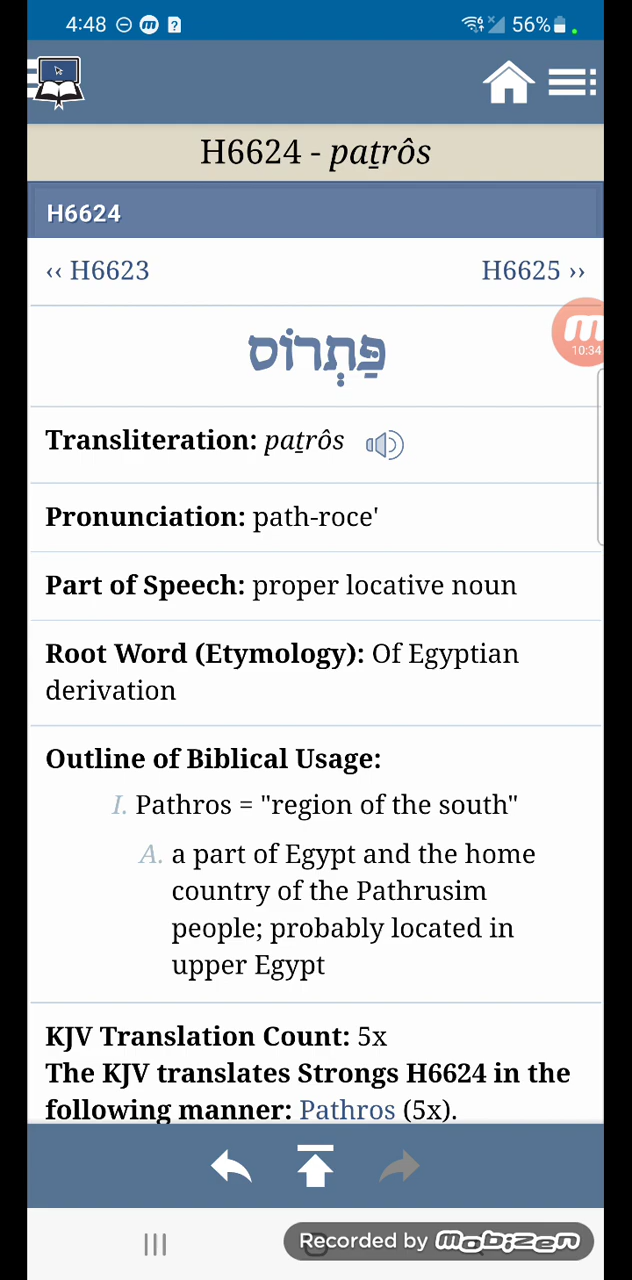 4:48 56%
H6624 - paṯrôs
H6624
‹‹ H6623 H6625 ››
פַּתְרוֹס
10:34
Transliteration: paṯrôs
Pronunciation: path-roce'
Part of Speech: proper locative noun
Root Word (Etymology): Of Egyptian
derivation
Outline of Biblical Usage:
I. Pathros = "region of the south"
A. a part of Egypt and the home
country of the Pathrusim
people; probably located in
upper Egypt
KJV Translation Count: 5x
The KJV translates Strongs H6624 in the
following manner: Pathros (5x).
Recorded by mobizen